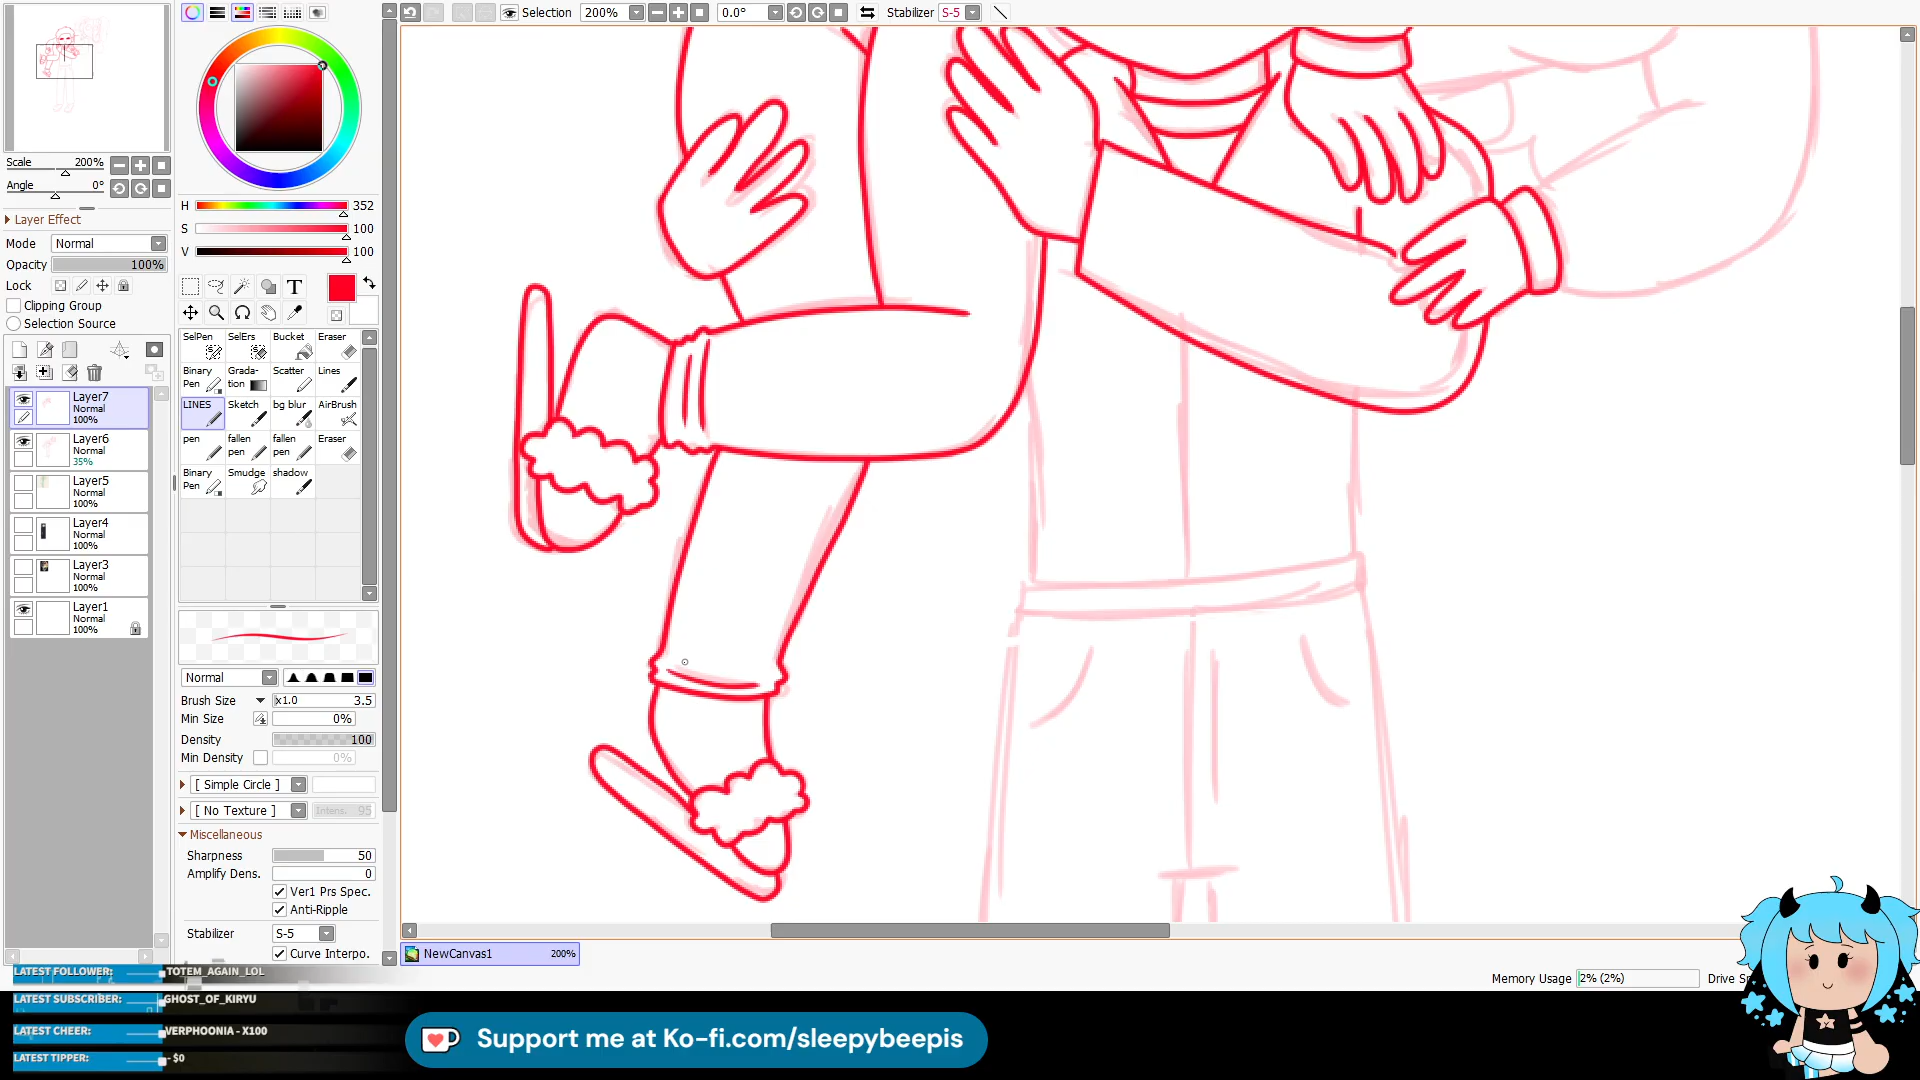 Selection 200% 0.0° Stabilizer S-5
Scale 200%
Angle 0°
Layer Effect
Mode Normal
Opacity 100%
Lock
Clipping Group
Selection Source
Layer7
Normal
100%
Layer6
Normal
35%
Layer5
Normal
100%
Layer4
Normal
100%
Layer3
Normal
100%
Layer1
Normal
100%
H 352
S 100
V 100
T
SelPen SelErs Bucket Eraser
Binary Pen Grada-tion Scatter Lines
LINES Sketch bg blur AirBrush
pen fallen pen fallen pen Eraser
Binary Pen Smudge shadow
Normal
Brush Size x1.0 3.5
Min Size 0%
Density 100
Min Density 0%
[ Simple Circle ]
[ No Texture ] Intens. 95
Miscellaneous
Sharpness 50
Amplify Dens. 0
Ver1 Prs Spec.
Anti-Ripple
Stabilizer S-5
Curve Interpo.
NewCanvas1 200%
Memory Usage 2% (2%) Drive S
LATEST FOLLOWER: TOTEM_AGAIN_LOL
LATEST SUBSCRIBER: GHOST_OF_KIRYU
LATEST CHEER: VERPHOONIA - X100
LATEST TIPPER: - $0
Support me at Ko-fi.com/sleepybeepis